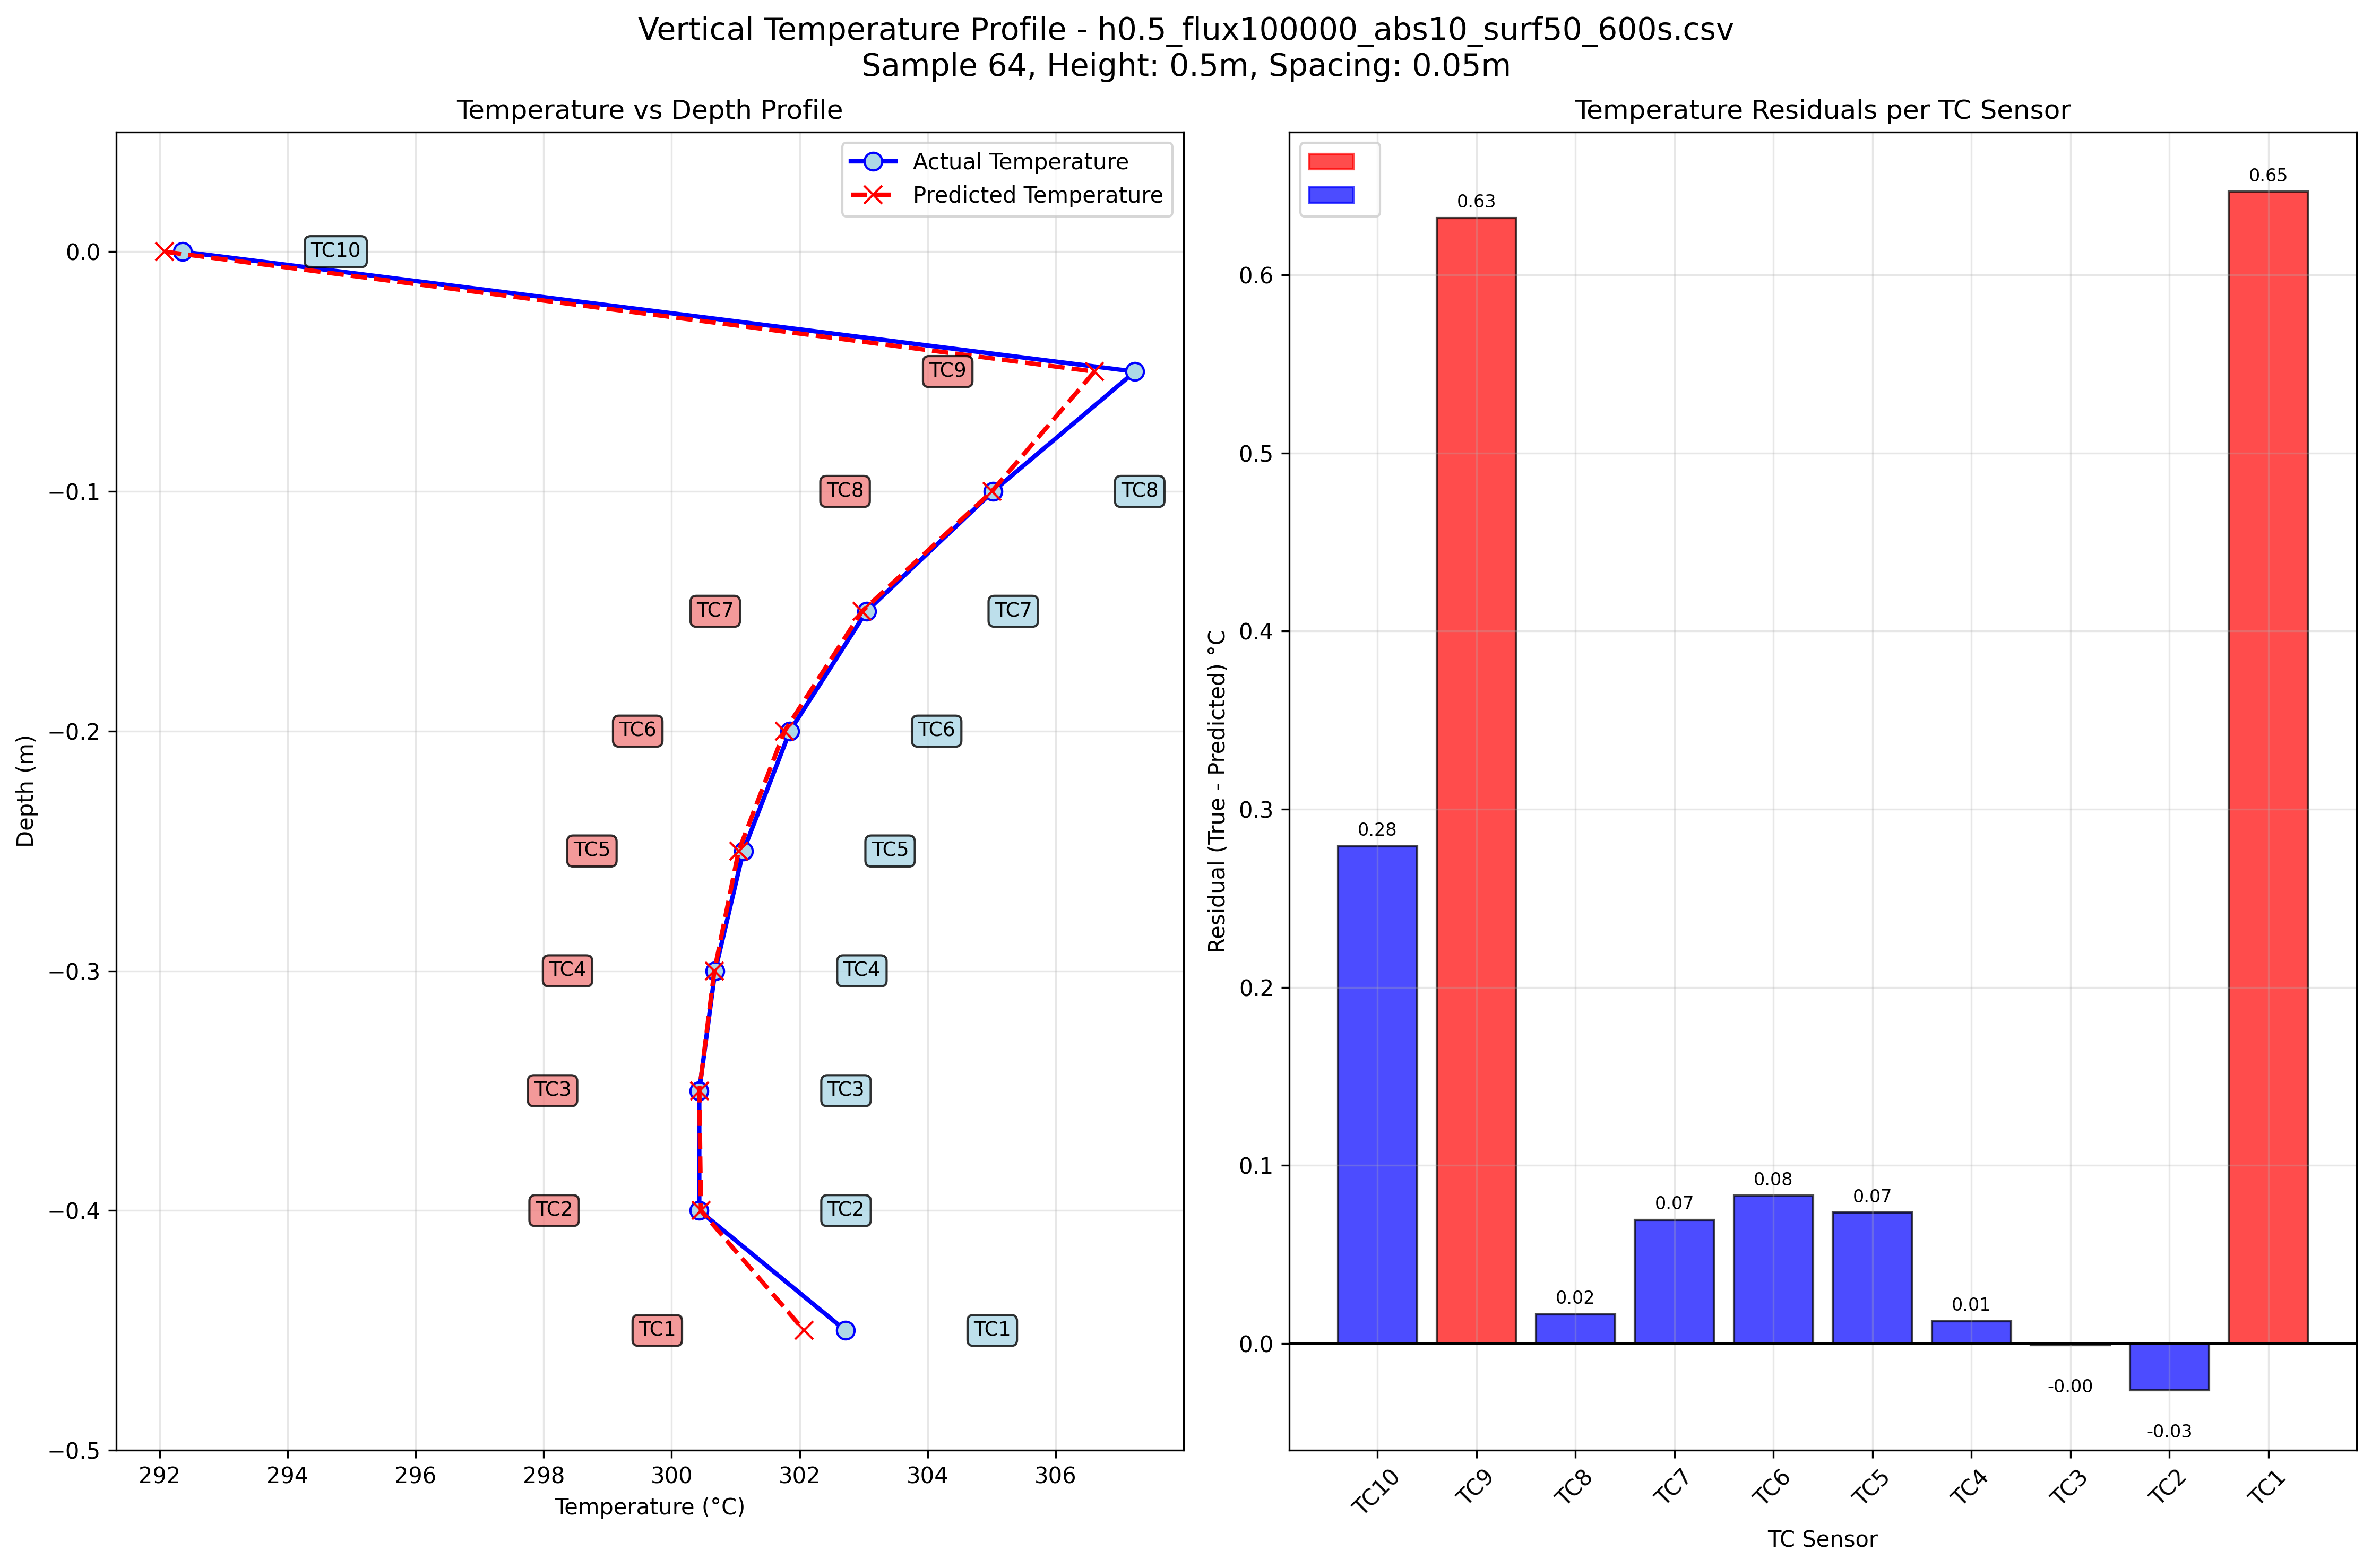 Vertical Temperature Profile - h0.5_flux100000_abs10_surf50_600s.csv
Sample 64, Height: 0.5m, Spacing: 0.05m
Temperature vs Depth Profile
Actual Temperature
Predicted Temperature
TC10
TC9
TC8
TC8
TC7
TC7
TC6
TC6
TC5
TC5
TC4
TC4
TC3
TC3
TC2
TC2
TC1
TC1
0.0
−0.1
−0.2
−0.3
−0.4
−0.5
Depth (m)
292 294 296 298 300 302 304 306
Temperature (°C)
Temperature Residuals per TC Sensor
0.28
0.63
0.02
0.07
0.08
0.07
0.01
-0.00
-0.03
0.65
0.6
0.5
0.4
0.3
0.2
0.1
0.0
Residual (True - Predicted) °C
TC10 TC9 TC8 TC7 TC6 TC5 TC4 TC3 TC2 TC1
TC Sensor